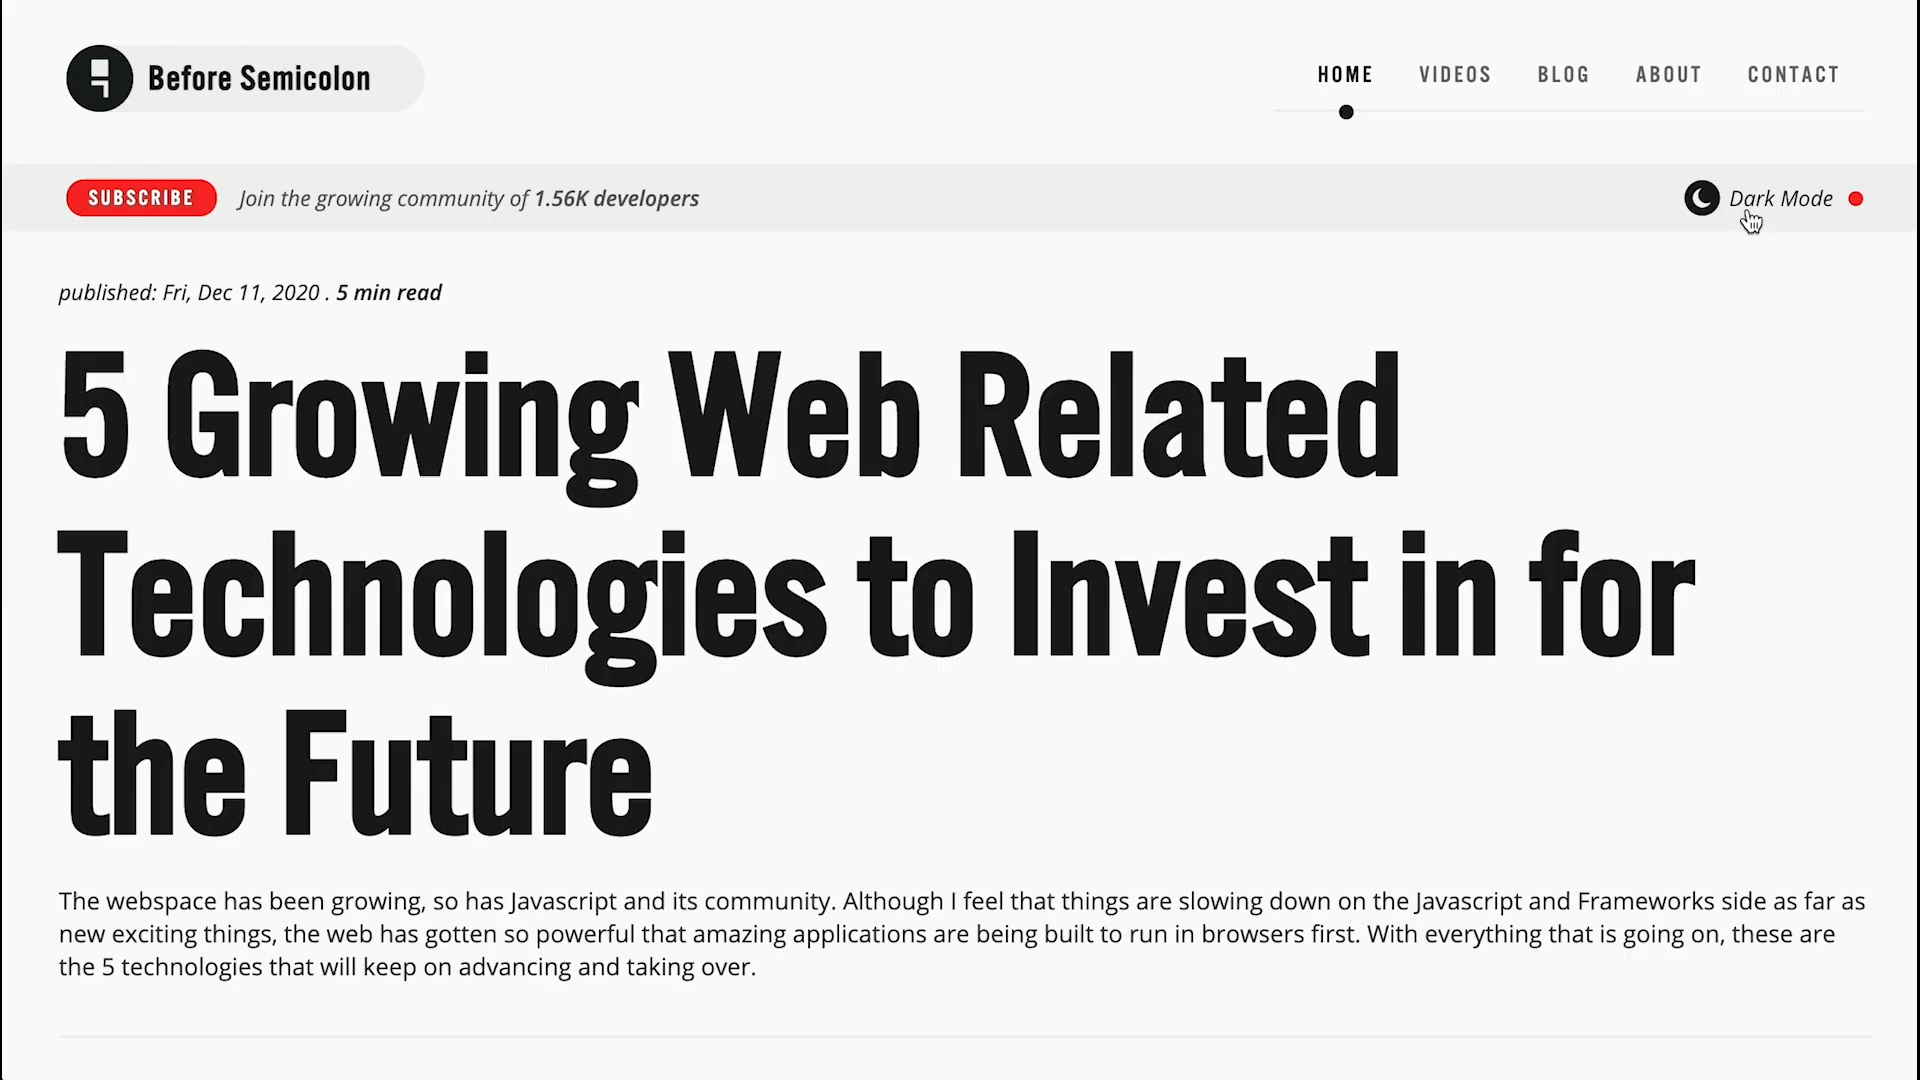 Before Semicolon
HOME VIDEOS BLOG ABOUT CONTACT
SUBSCRIBE Join the growing community of 1.56K developers
Dark Mode
published: Fri, Dec 11, 2020 . 5 min read
5 Growing Web Related
Technologies to Invest in for
the Future
The webspace has been growing, so has Javascript and its community. Although I feel that things are slowing down on the Javascript and Frameworks side as far as
new exciting things, the web has gotten so powerful that amazing applications are being built to run in browsers first. With everything that is going on, these are
the 5 technologies that will keep on advancing and taking over.